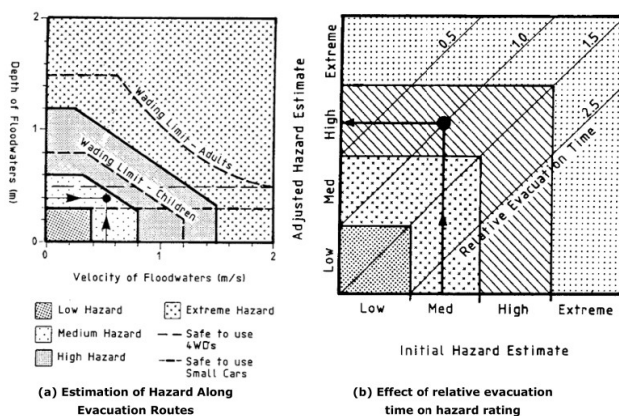 2
1
0
Depth of Floodwaters (m)
Wading Limit - Adults
Wading Limit - Children
0
1
2
Velocity of Floodwaters (m/s)
Low Hazard
Medium Hazard
High Hazard
Extreme Hazard
Safe to use
4WD's
Safe to use
Small Cars
(a) Estimation of Hazard Along
Evacuation Routes
Adjusted Hazard Estimate
Extreme
High
Med
Low
0.5
1.0
1.5
2.5
Relative Evacuation Time
Low
Med
High
Extreme
Initial Hazard Estimate
(b) Effect of relative evacuation
time on hazard rating